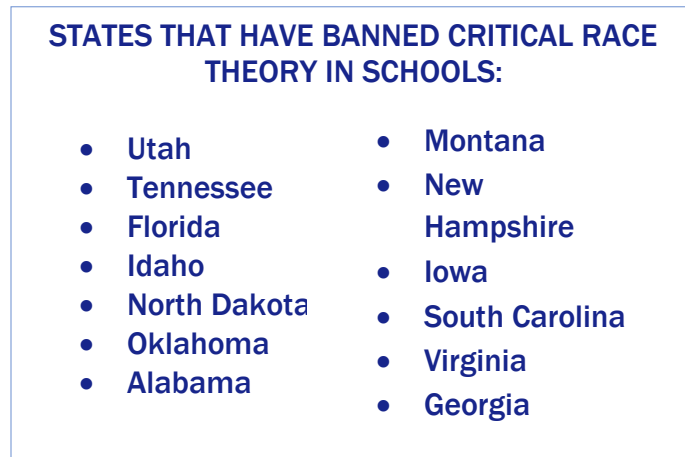 STATES THAT HAVE BANNED CRITICAL RACE
THEORY IN SCHOOLS:
• Utah
• Tennessee
• Florida
• Idaho
• North Dakota
• Oklahoma
• Alabama
• Montana
• New
Hampshire
• Iowa
• South Carolina
• Virginia
• Georgia